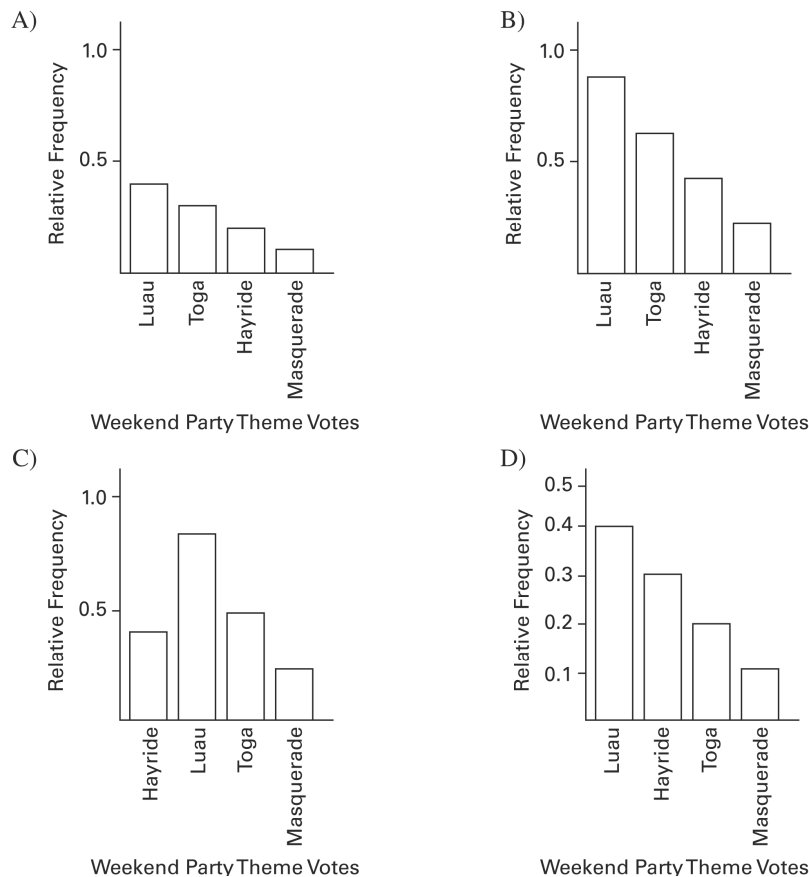 A)
1.0
0.5
Relative Frequency
Luau
Toga
Hayride
Masquerade
Weekend Party Theme Votes
B)
1.0
0.5
Relative Frequency
Luau
Toga
Hayride
Masquerade
Weekend Party Theme Votes
C)
1.0
0.5
Relative Frequency
Hayride
Luau
Toga
Masquerade
Weekend Party Theme Votes
D)
0.5
0.4
0.3
0.2
0.1
Relative Frequency
Luau
Hayride
Toga
Masquerade
Weekend Party Theme Votes